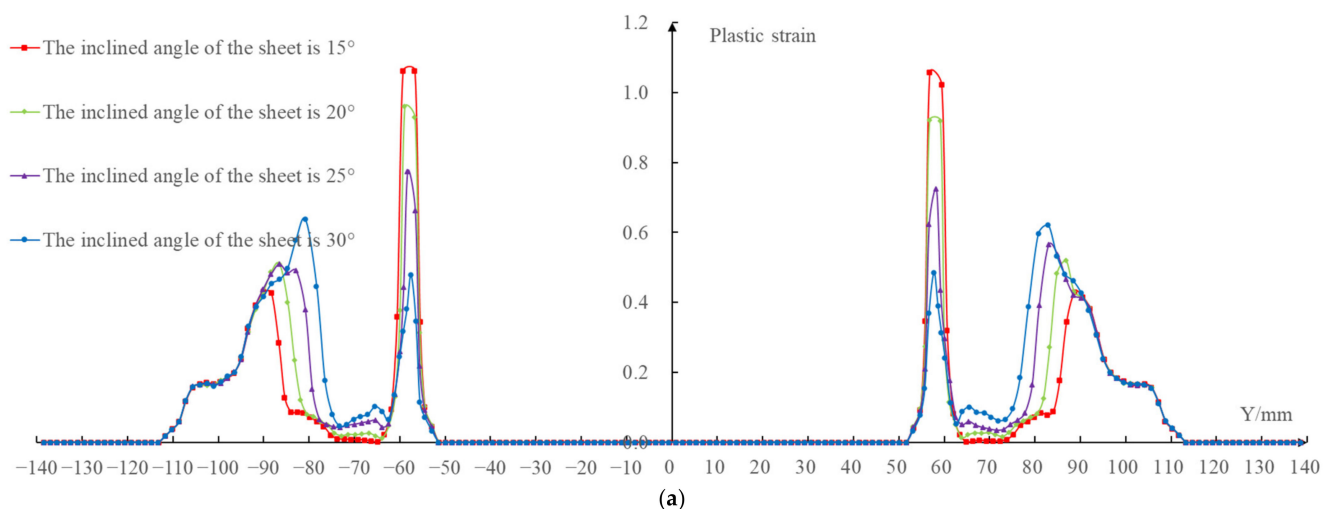 1.2
Plastic strain
The inclined angle of the sheet is 15°
1.0
The inclined angle of the sheet is 20°
0.8
The inclined angle of the sheet is 25°
0.6
The inclined angle of the sheet is 30°
0.4
0.2
Y/mm
0.0
−140 −130 −120 −110 −100 −90 −80 −70 −60 −50 −40 −30 −20 −10 0 10 20 30 40 50 60 70 80 90 100 110 120 130 140
(a)